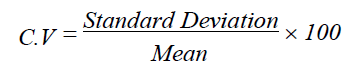 C.V = Standard Deviation / Mean × 100